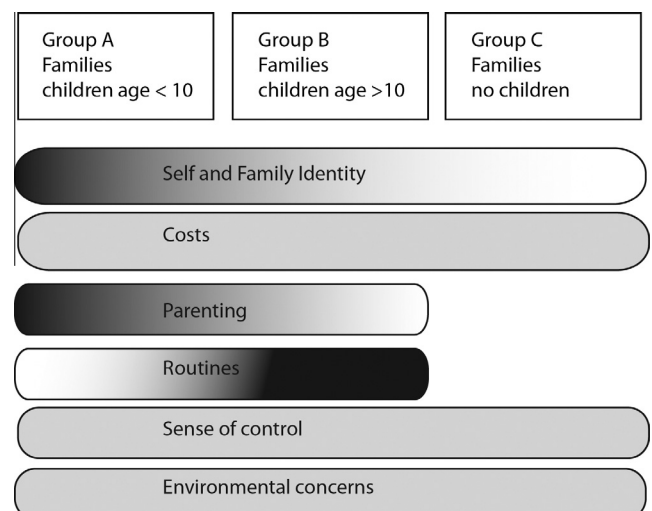 Group A
Families
children age < 10
Group B
Families
children age >10
Group C
Families
no children
Self and Family Identity
Costs
Parenting
Routines
Sense of control
Environmental concerns